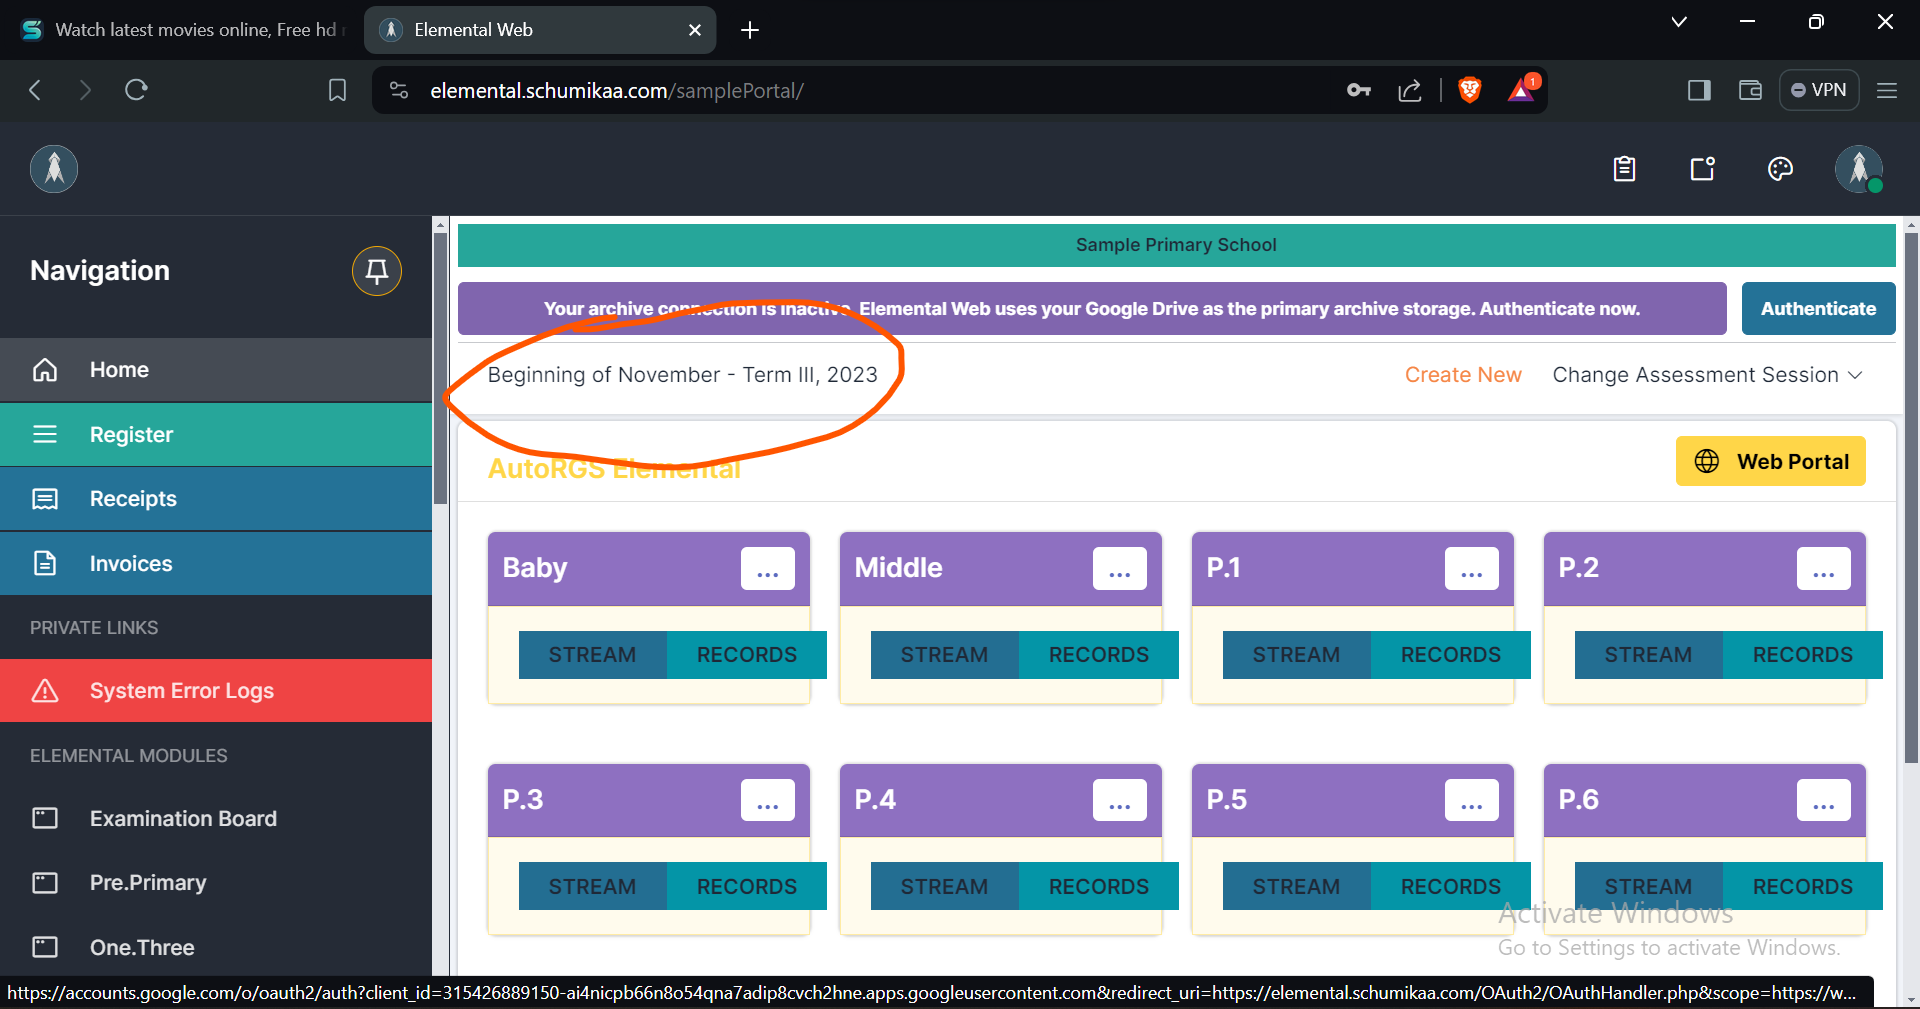 Watch latest movies online, Free hd
Elemental Web
elemental.schumikaa.com/samplePortal/
1
VPN
Navigation
Home
Register
Receipts
Invoices
PRIVATE LINKS
System Error Logs
ELEMENTAL MODULES
Examination Board
Pre.Primary
One.Three
Sample Primary School
Your archive connection is inactive. Elemental Web uses your Google Drive as the primary archive storage. Authenticate now.
Authenticate
Beginning of November - Term III, 2023
Create New
Change Assessment Session
AutoRGS Elemental
Web Portal
Baby ... Middle ... P.1 ... P.2 ...
STREAM RECORDS STREAM RECORDS STREAM RECORDS STREAM RECORDS
P.3 ... P.4 ... P.5 ... P.6 ...
STREAM RECORDS STREAM RECORDS STREAM RECORDS STREAM RECORDS
Activate Windows
Go to Settings to activate Windows.
https://accounts.google.com/o/oauth2/auth?client_id=315426889150-ai4nicpb66n8o54qna7adip8cvch2hne.apps.googleusercontent.com&redirect_uri=https://elemental.schumikaa.com/OAuth2/OAuthHandler.php&scope=https://w...